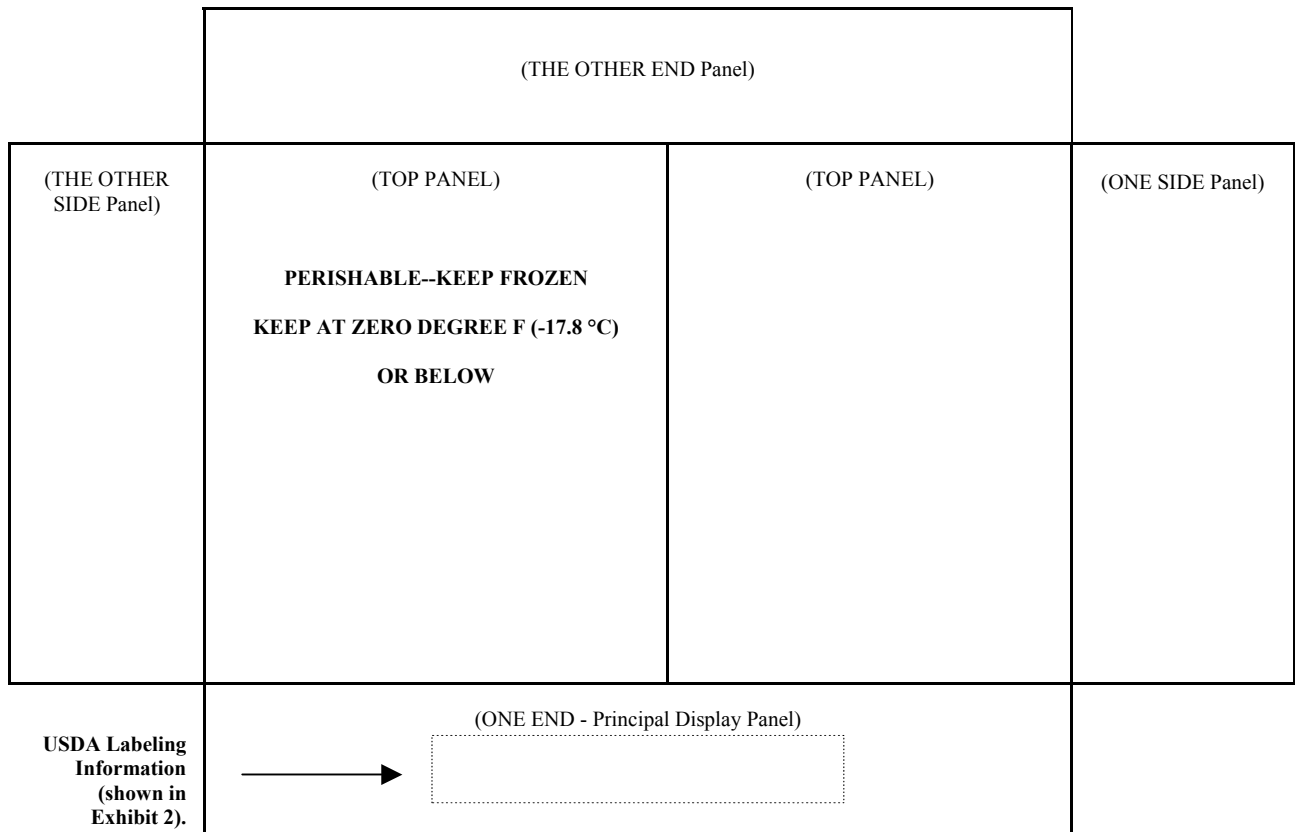 (THE OTHER END Panel)
(THE OTHER
SIDE Panel)
(TOP PANEL)
PERISHABLE--KEEP FROZEN
KEEP AT ZERO DEGREE F (-17.8 °C)
OR BELOW
(TOP PANEL)
(ONE SIDE Panel)
(ONE END - Principal Display Panel)
USDA Labeling
Information
(shown in
Exhibit 2).